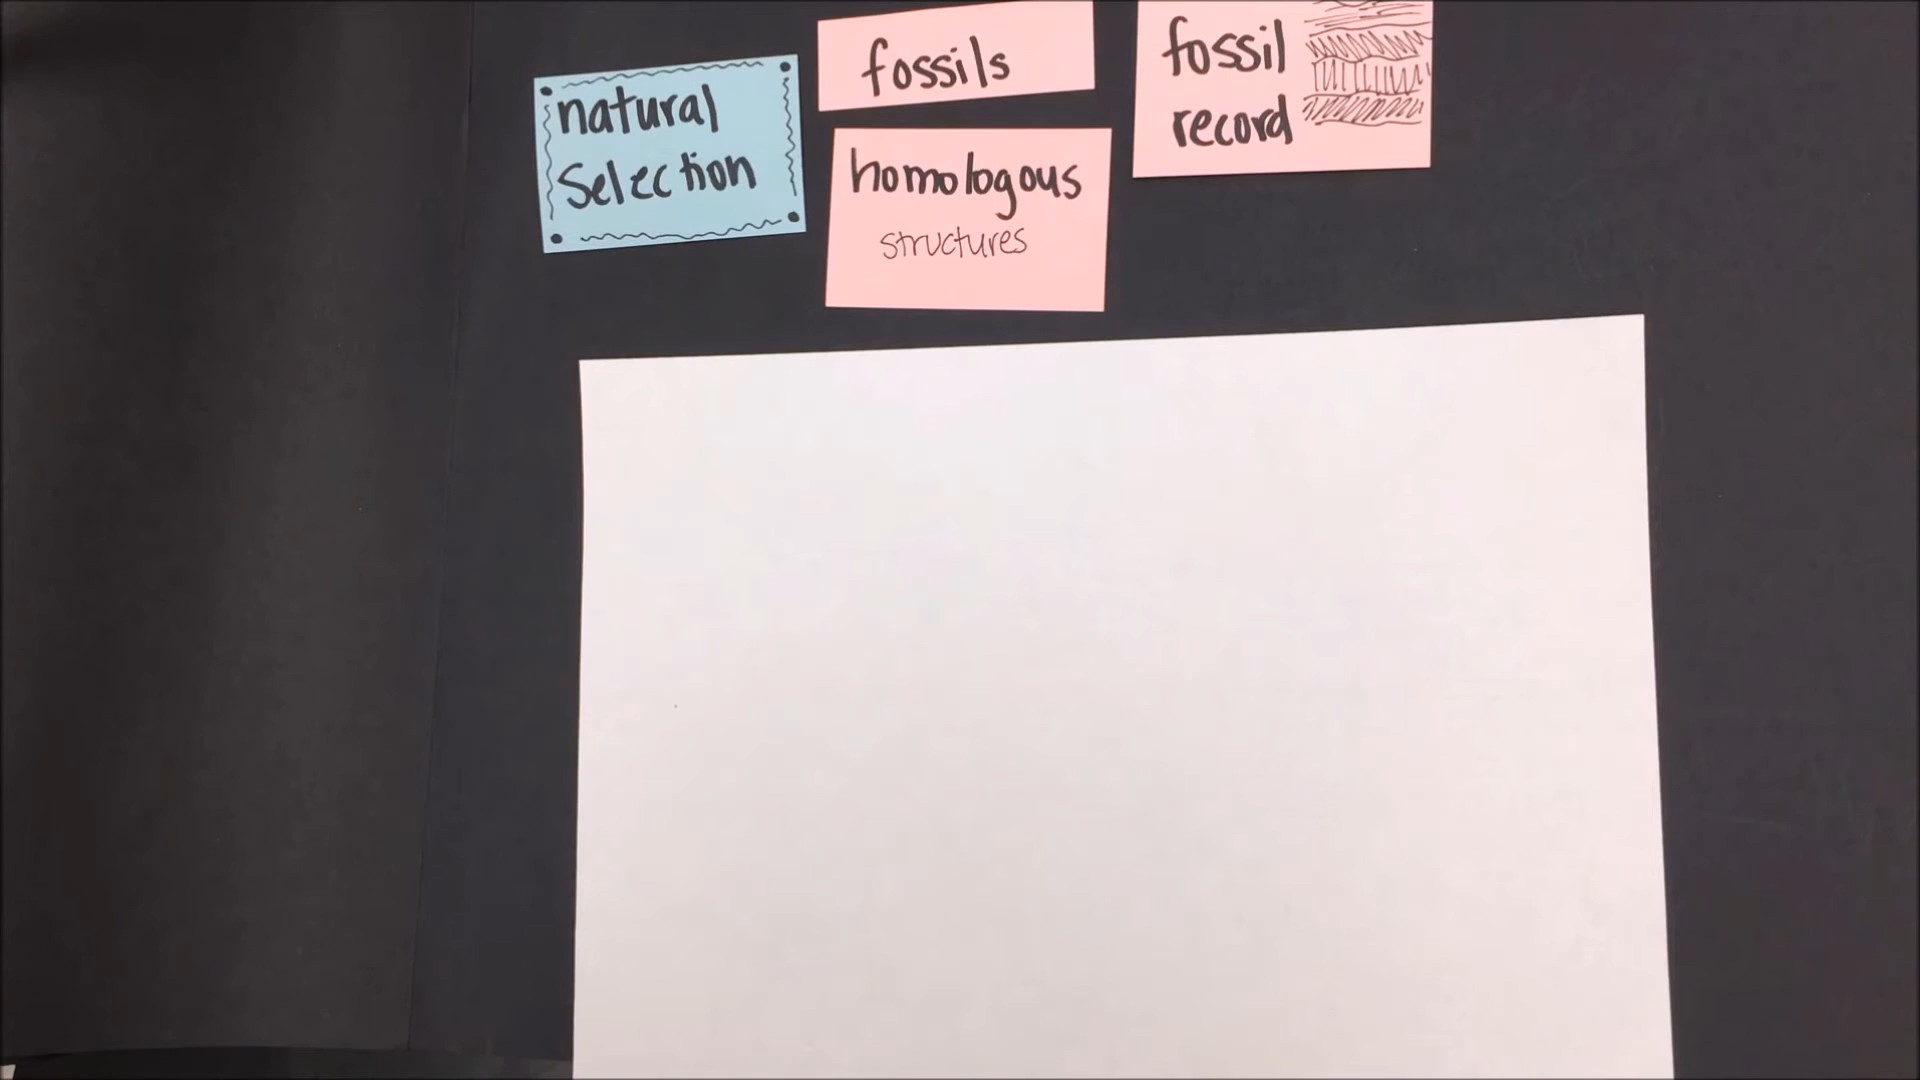 natural
Selection
fossils
homologous
structures
fossil
record